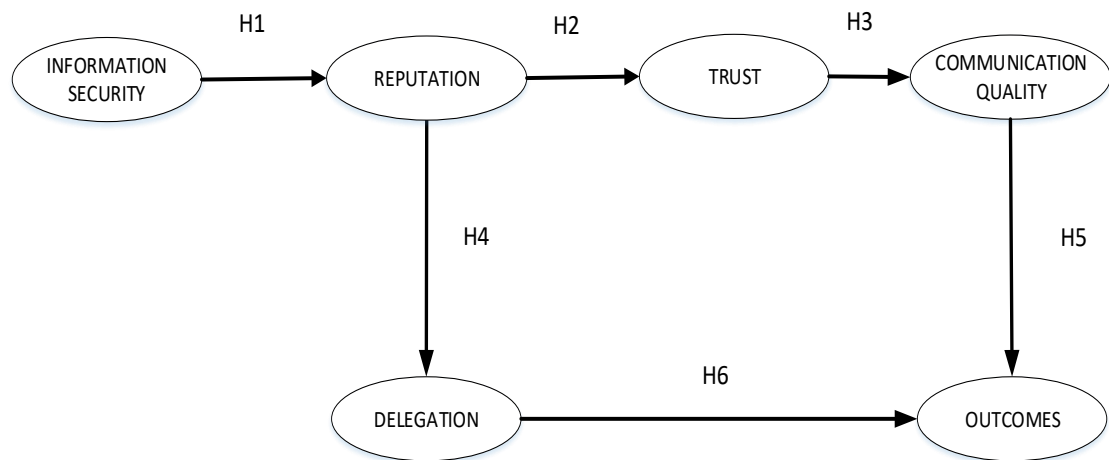 H1
H2
H3
INFORMATION
SECURITY
REPUTATION
TRUST
COMMUNICATION
QUALITY
H4
H5
H6
DELEGATION
OUTCOMES